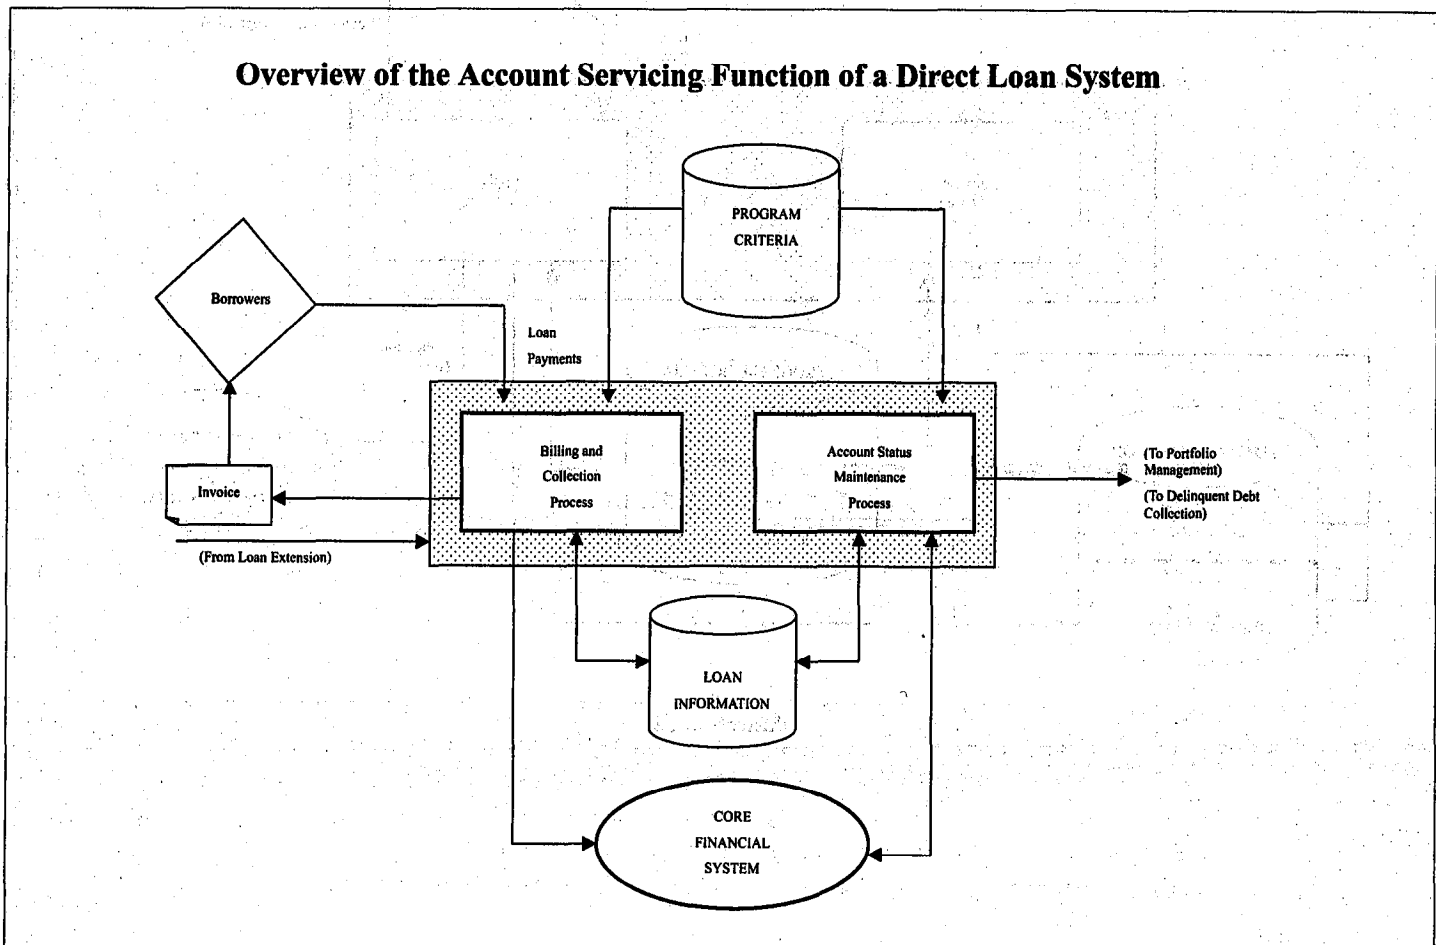 Overview of the Account Servicing Function of a Direct Loan System
PROGRAM
CRITERIA
Borrowers
Loan
Payments
Billing and
Collection
Process
Account Status
Maintenance
Process
(To Portfolio
Management)
(To Delinquent Debt
Collection)
Invoice
(From Loan Extension)
LOAN
INFORMATION
CORE
FINANCIAL
SYSTEM